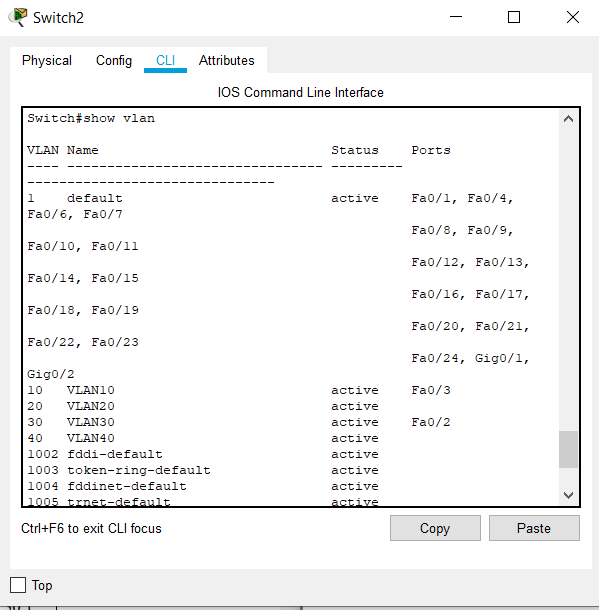 Switch2
Physical Config CLI Attributes
IOS Command Line Interface
Switch#show vlan
VLAN Name                             Status    Ports
---- -------------------------------- ---------
-------------------------------
1    default                          active    Fa0/1, Fa0/4,
Fa0/6, Fa0/7
                                                Fa0/8, Fa0/9,
Fa0/10, Fa0/11
                                                Fa0/12, Fa0/13,
Fa0/14, Fa0/15
                                                Fa0/16, Fa0/17,
Fa0/18, Fa0/19
                                                Fa0/20, Fa0/21,
Fa0/22, Fa0/23
                                                Fa0/24, Gig0/1,
Gig0/2
10   VLAN10                           active    Fa0/3
20   VLAN20                           active
30   VLAN30                           active    Fa0/2
40   VLAN40                           active
1002 fddi-default                     active
1003 token-ring-default               active
1004 fddinet-default                  active
1005 trnet-default                    active
Ctrl+F6 to exit CLI focus
Copy Paste
Top